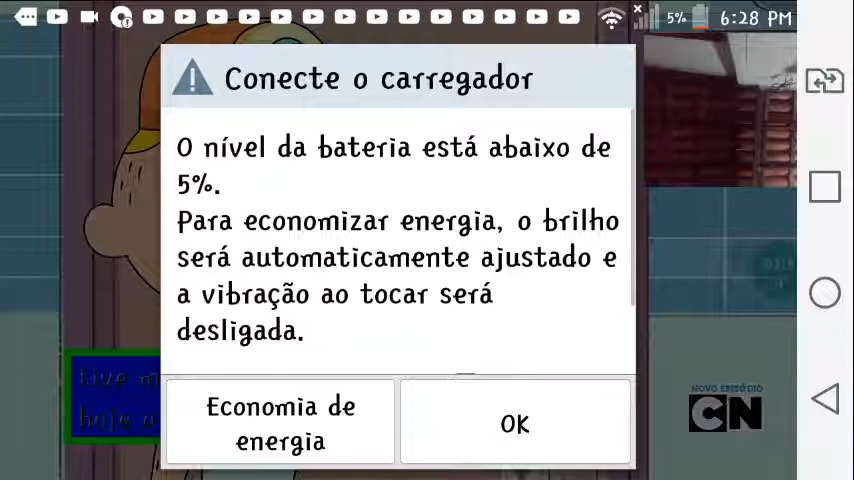 5% 6:28 PM
Conecte o carregador
O nível da bateria está abaixo de
5%.
Para economizar energia, o brilho
será automaticamente ajustado e
a vibração ao tocar será
desligada.
Economia de
energia
OK
hoje
NOVO EPISÓDIO
CN